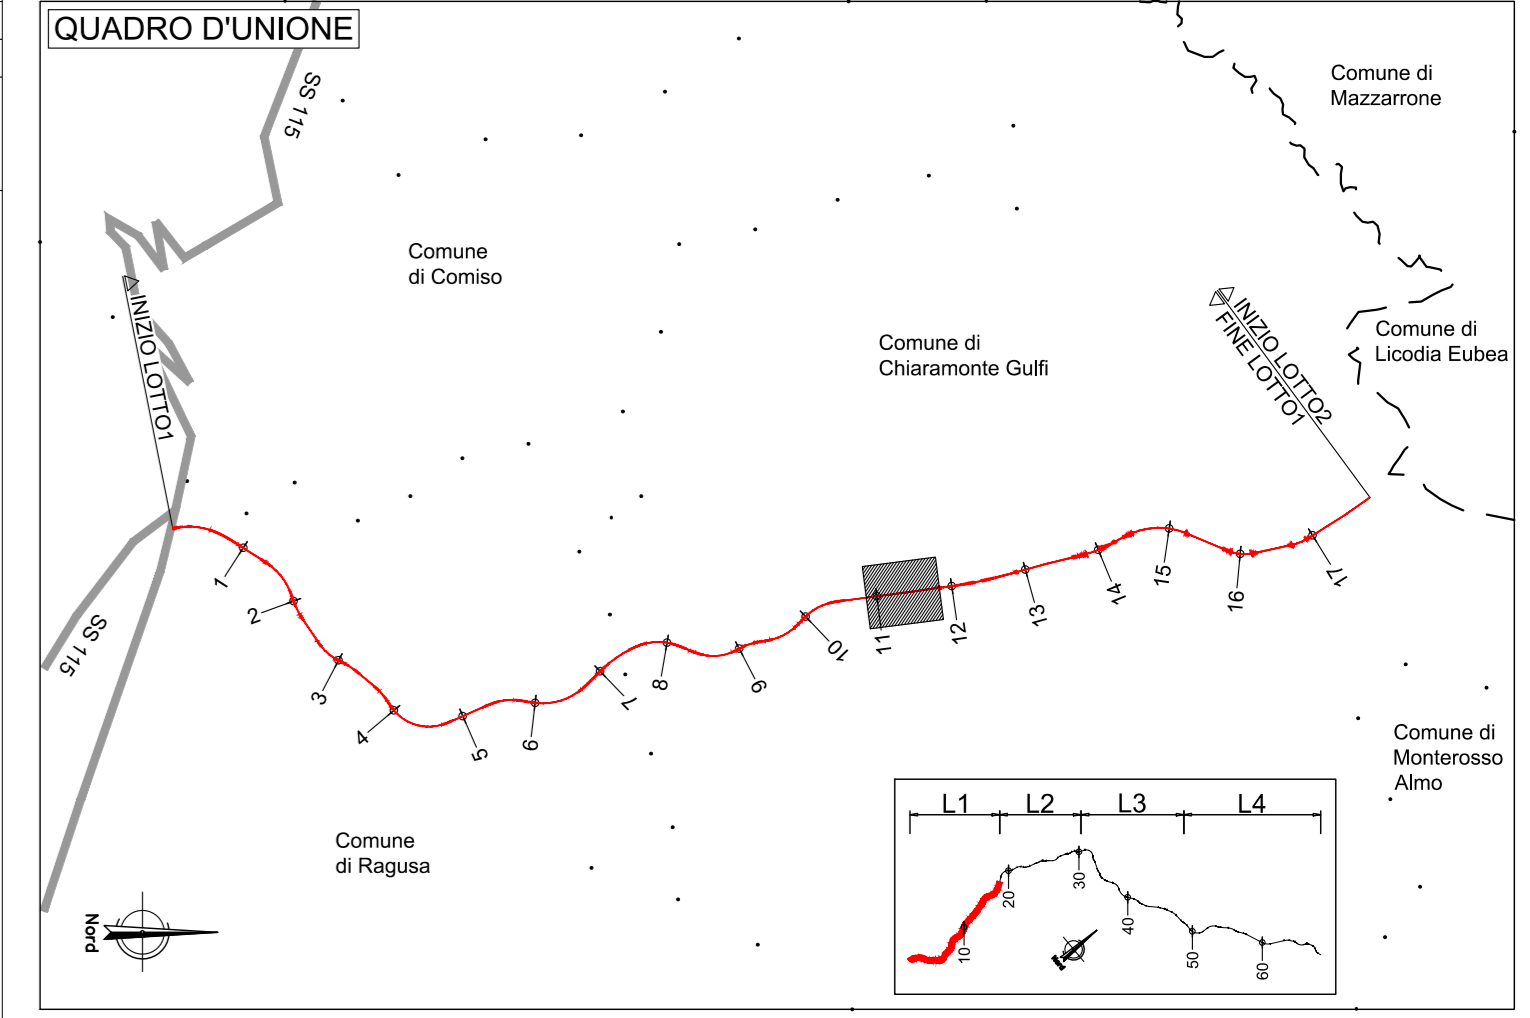 QUADRO D'UNIONE
SS 115
Comune di
Mazzarrone
Comune
di Comiso
INIZIO LOTTO1
Comune di
Chiaramonte Gulfi
INIZIO LOTTO2
FINE LOTTO1
Comune di
Licodia Eubea
1
2
3
4
5
6
7
8
9
10
11
12
13
14
15
16
17
SS 115
Comune di
Monterosso
Almo
Comune
di Ragusa
Nord
L1
L2
L3
L4
10
20
30
40
50
60
Nord